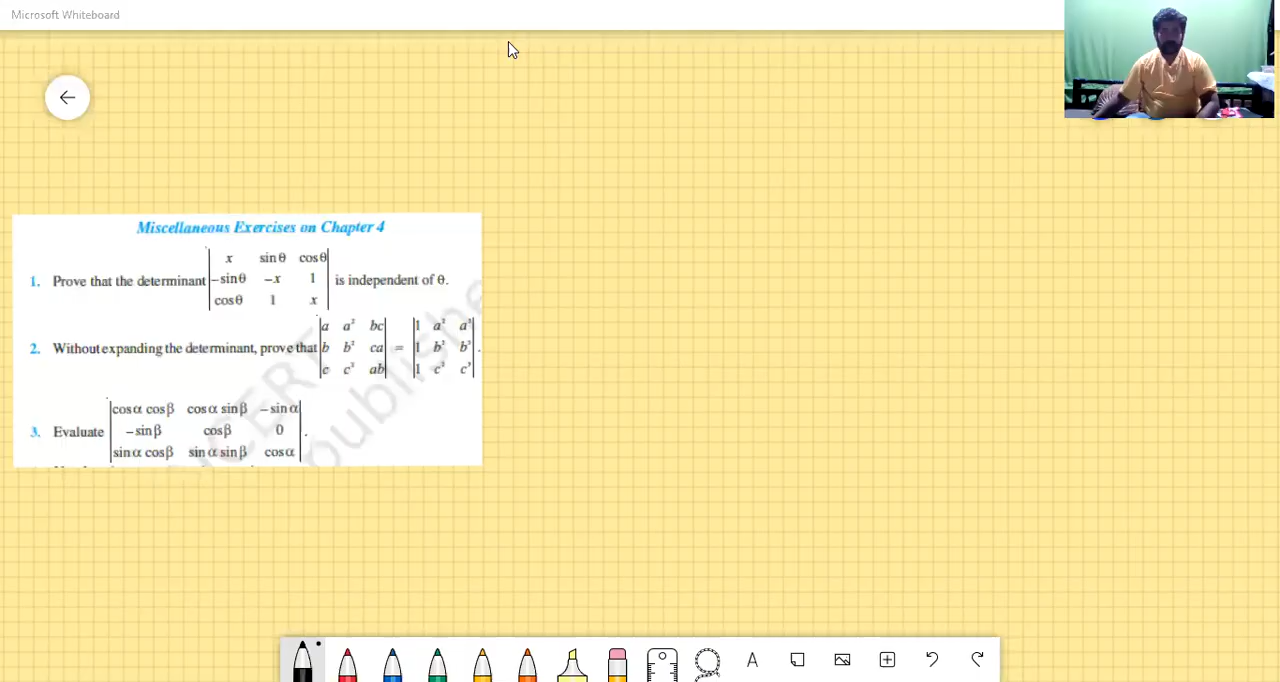 Microsoft Whiteboard
Miscellaneous Exercises on Chapter 4
x sinθ cosθ
1. Prove that the determinant -sinθ -x 1 is independent of θ.
cosθ 1 x
a a² bc 1 a² a³
2. Without expanding the determinant, prove that b b² ca = 1 b² b³ .
c c² ab 1 c² c³
cosα cosβ cosα sinβ -sinα
3. Evaluate -sinβ cosβ 0 .
sinα cosβ sinα sinβ cosα
NCERT
publishe
A